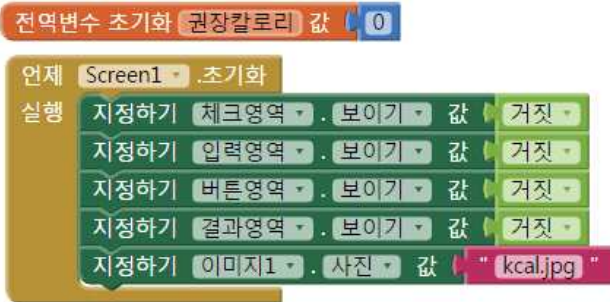 전역변수 초기화 권장칼로리 값 0
언제 Screen1 .초기화
실행 지정하기 체크영역 . 보이기 값 거짓
지정하기 입력영역 . 보이기 값 거짓
지정하기 버튼영역 . 보이기 값 거짓
지정하기 결과영역 . 보이기 값 거짓
지정하기 이미지1 . 사진 값 " kcal.jpg "